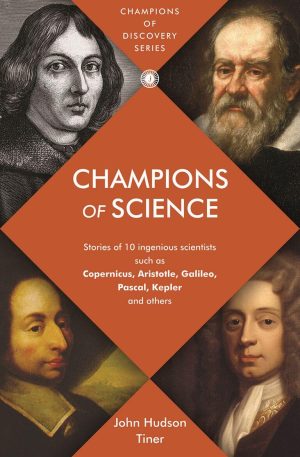 CHAMPIONS
OF
DISCOVERY
SERIES
CHAMPIONS
OF SCIENCE
Stories of 10 ingenious scientists
such as
Copernicus, Aristotle, Galileo,
Pascal, Kepler
and others
John Hudson
Tiner